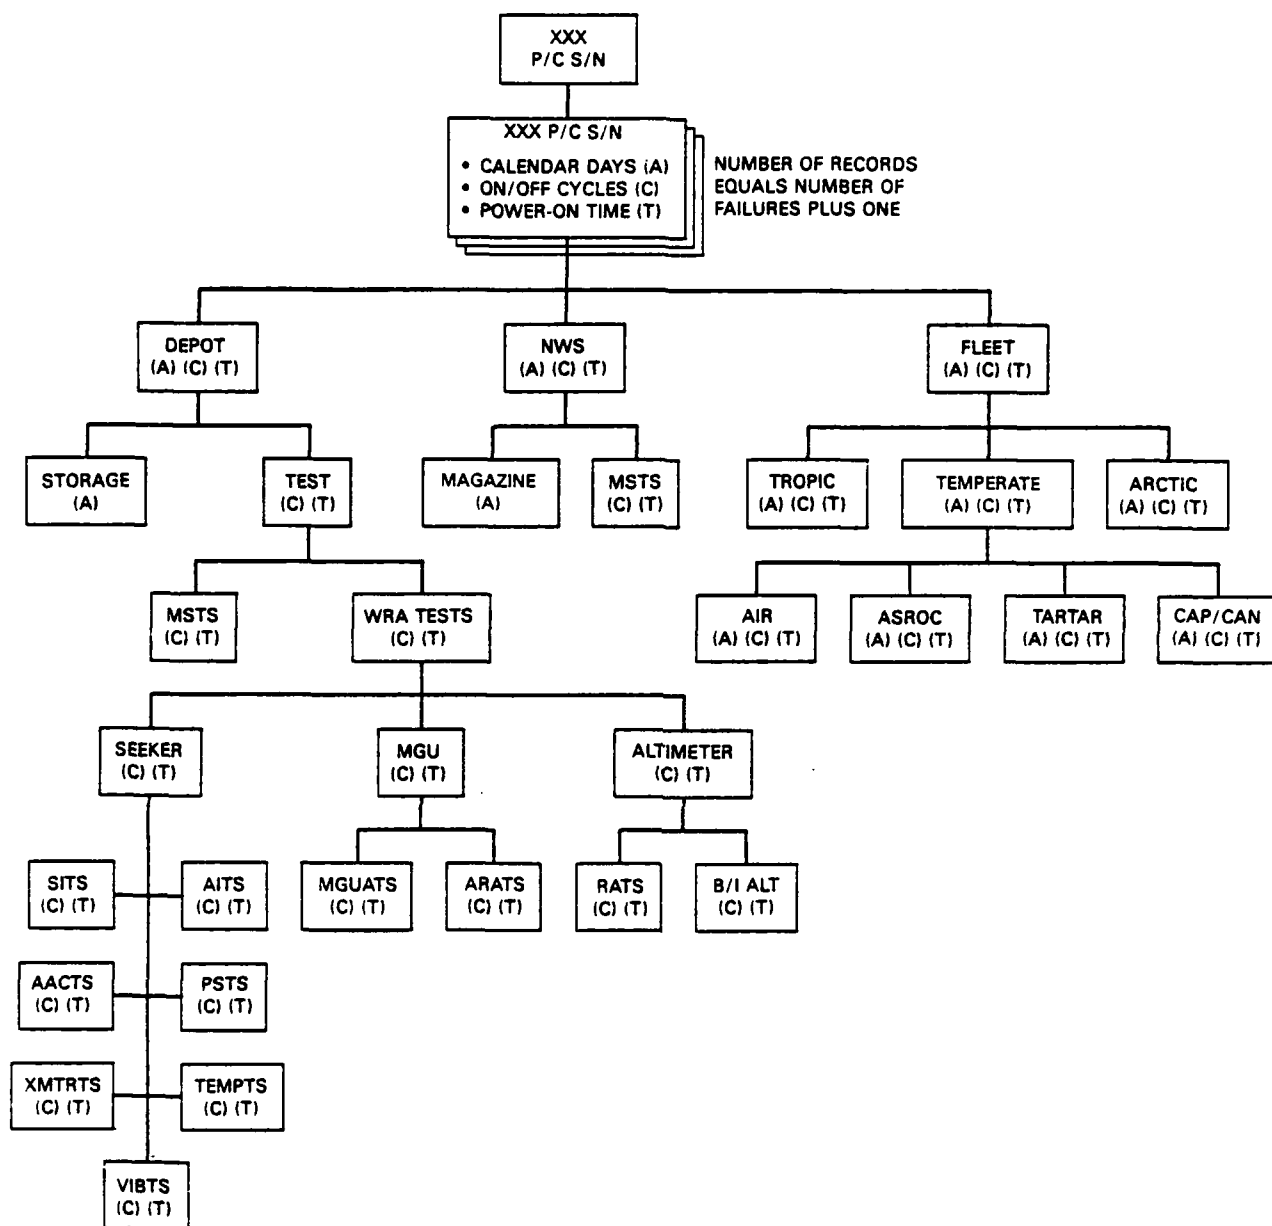 XXX
P/C S/N
XXX P/C S/N
• CALENDAR DAYS (A)
• ON/OFF CYCLES (C)
• POWER-ON TIME (T)
NUMBER OF RECORDS
EQUALS NUMBER OF
FAILURES PLUS ONE
DEPOT
(A) (C) (T)
NWS
(A) (C) (T)
FLEET
(A) (C) (T)
STORAGE
(A)
TEST
(C) (T)
MAGAZINE
(A)
MSTS
(C) (T)
TROPIC
(A) (C) (T)
TEMPERATE
(A) (C) (T)
ARCTIC
(A) (C) (T)
MSTS
(C) (T)
WRA TESTS
(C) (T)
AIR
(A) (C) (T)
ASROC
(A) (C) (T)
TARTAR
(A) (C) (T)
CAP/CAN
(A) (C) (T)
SEEKER
(C) (T)
MGU
(C) (T)
ALTIMETER
(C) (T)
SITS
(C) (T)
AITS
(C) (T)
MGUATS
(C) (T)
ARATS
(C) (T)
RATS
(C) (T)
B/I ALT
(C) (T)
AACTS
(C) (T)
PSTS
(C) (T)
XMTRTS
(C) (T)
TEMPTS
(C) (T)
VIBTS
(C) (T)